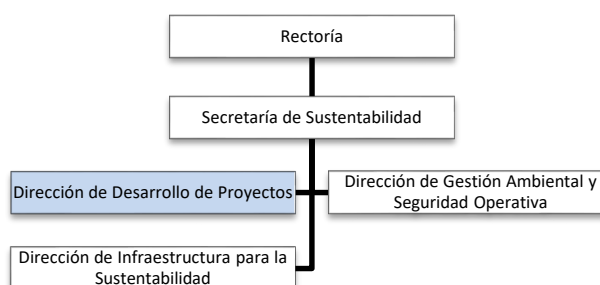 Rectoría
Secretaría de Sustentabilidad
Dirección de Desarrollo de Proyectos
Dirección de Gestión Ambiental y
Seguridad Operativa
Dirección de Infraestructura para la
Sustentabilidad